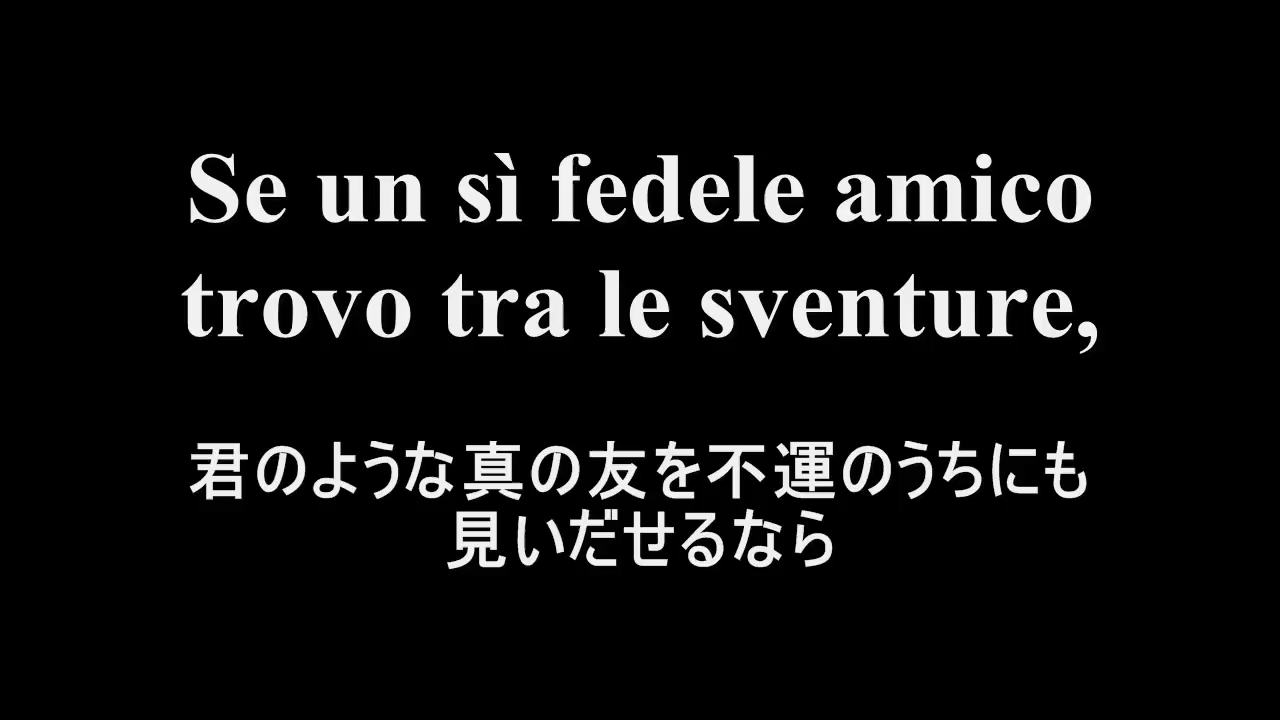 Se un sì fedele amico
trovo tra le sventure,
君のような真の友を不運のうちにも
見いだせるなら